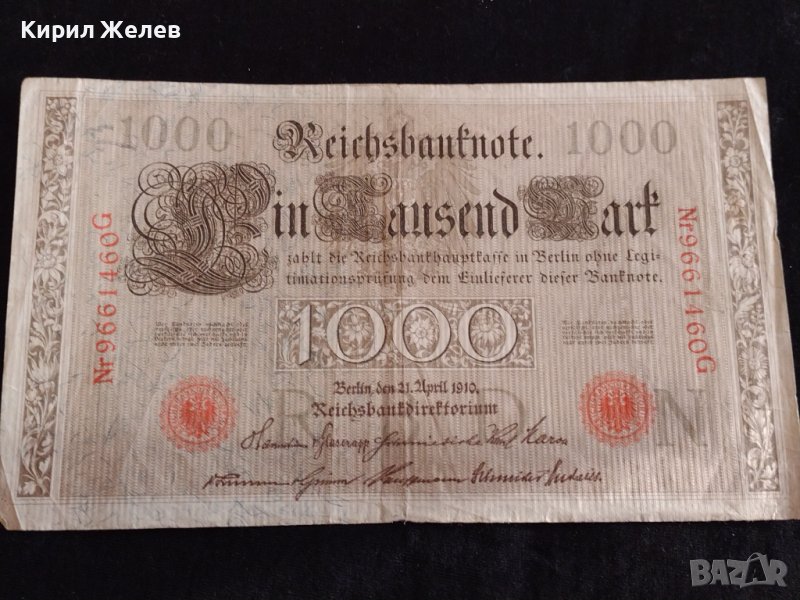 Кирил Желев
1000
Reichsbanknote.
1000
Ein Tausend Mark
zahlt die Reichsbankhauptkasse in Berlin ohne Legi-
timationsprüfung dem Einlieferer dieser Banknote.
Nr9661460G
Nr9661460G
1000
Berlin, den 21. April 1910.
Reichsbankdirektorium
R D N
BAZAR